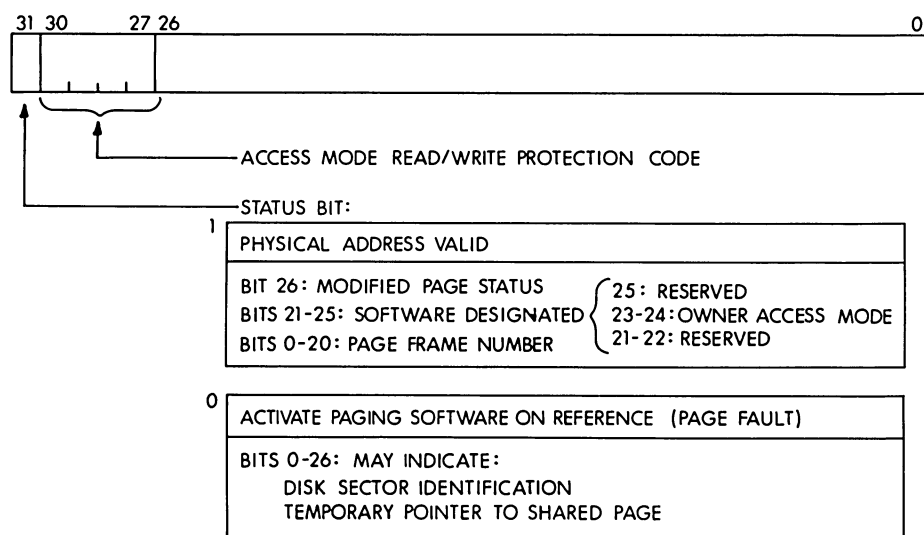 31 30 27 26 0
ACCESS MODE READ/WRITE PROTECTION CODE
STATUS BIT:
1
PHYSICAL ADDRESS VALID
BIT 26: MODIFIED PAGE STATUS
BITS 21-25: SOFTWARE DESIGNATED
BITS 0-20: PAGE FRAME NUMBER
25: RESERVED
23-24: OWNER ACCESS MODE
21-22: RESERVED
0
ACTIVATE PAGING SOFTWARE ON REFERENCE (PAGE FAULT)
BITS 0-26: MAY INDICATE:
DISK SECTOR IDENTIFICATION
TEMPORARY POINTER TO SHARED PAGE